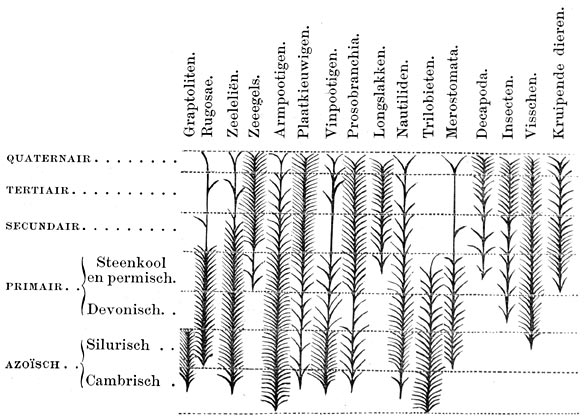 Graptoliten.
Rugosae.
Zeeleliën.
Zeeegels.
Armpootigen.
Plaatkieuwigen.
Vinpootigen.
Prosobranchia.
Longslakken.
Nautiliden.
Trilobieten.
Merostomata.
Decapoda.
Insecten.
Visschen.
Kruipende dieren.
QUATERNAIR . . . . . . . .
TERTIAIR . . . . . . . . .
SECUNDAIR . . . . . . . .
PRIMAIR . .
Steenkool
en permisch.
Devonisch. .
AZOÏSCH . .
Silurisch . .
Cambrisch .